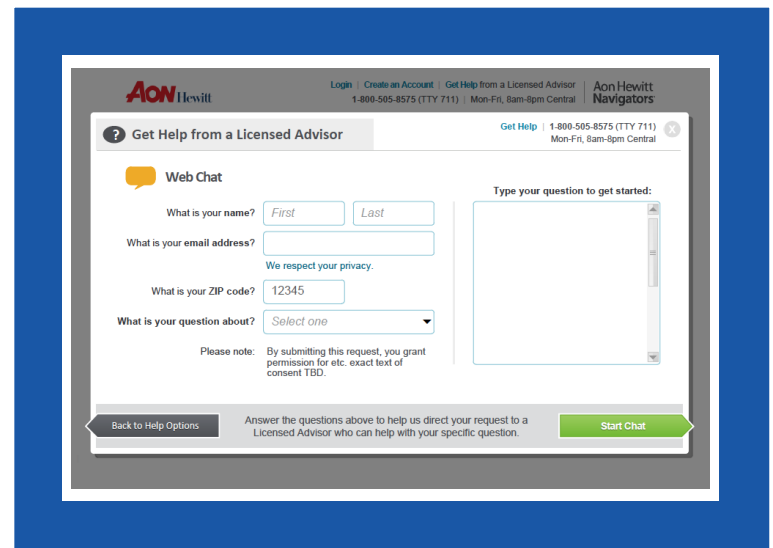 AON Hewitt
Login | Create an Account | Get Help from a Licensed Advisor
1-800-505-8575 (TTY 711) | Mon-Fri, 8am-8pm Central
Aon Hewitt
Navigators
? Get Help from a Licensed Advisor
Get Help | 1-800-505-8575 (TTY 711)
Mon-Fri, 8am-8pm Central
X
Web Chat
What is your name? First Last
What is your email address?
We respect your privacy.
What is your ZIP code? 12345
What is your question about? Select one
Please note: By submitting this request, you grant
permission for etc. exact text of
consent TBD.
Type your question to get started:
Back to Help Options
Answer the questions above to help us direct your request to a
Licensed Advisor who can help with your specific question.
Start Chat